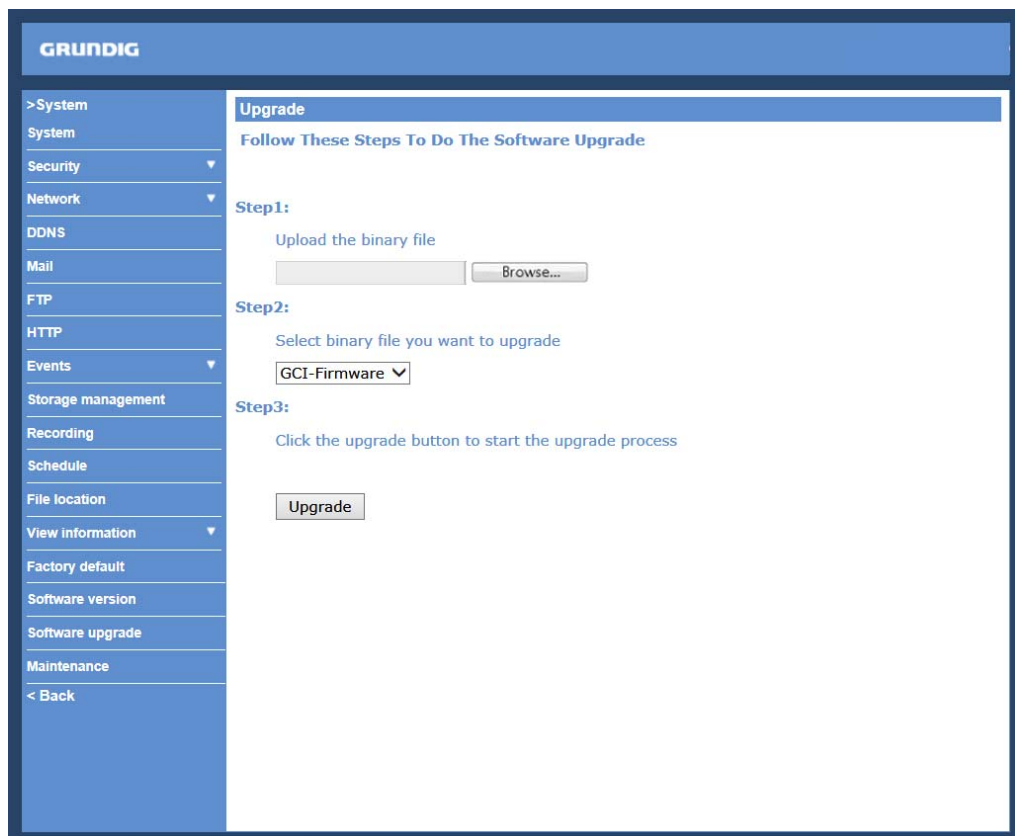 GRUNDIG
>System
System
Security
Network
DDNS
Mail
FTP
HTTP
Events
Storage management
Recording
Schedule
File location
View information
Factory default
Software version
Software upgrade
Maintenance
< Back
Upgrade
Follow These Steps To Do The Software Upgrade
Step1:
Upload the binary file
Browse...
Step2:
Select binary file you want to upgrade
GCI-Firmware
Step3:
Click the upgrade button to start the upgrade process
Upgrade